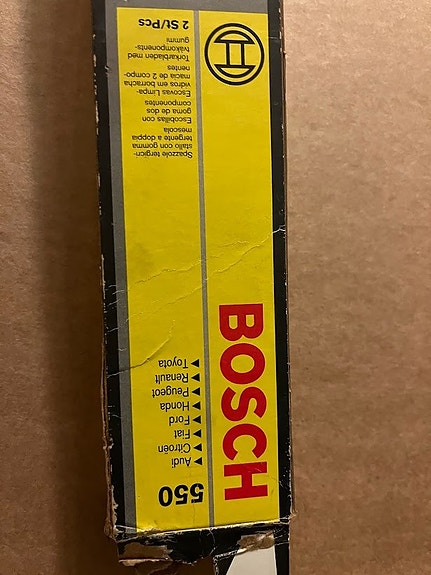 BOSCH
550
▶ Audi
▶ Citroën
▶ Fiat
▶ Ford
▶ Honda
▶ Peugeot
▶ Renault
▶ Toyota
Spazzole tergicri-
stallo con gomma
tergente a doppia
mescola
Escobillas con
goma de dos
componentes
Escovas Limpa-
vidros em borracha
macia de 2 compo-
nentes
Torkarbladen med
tvåkomponents-
gummi
2 St/Pcs